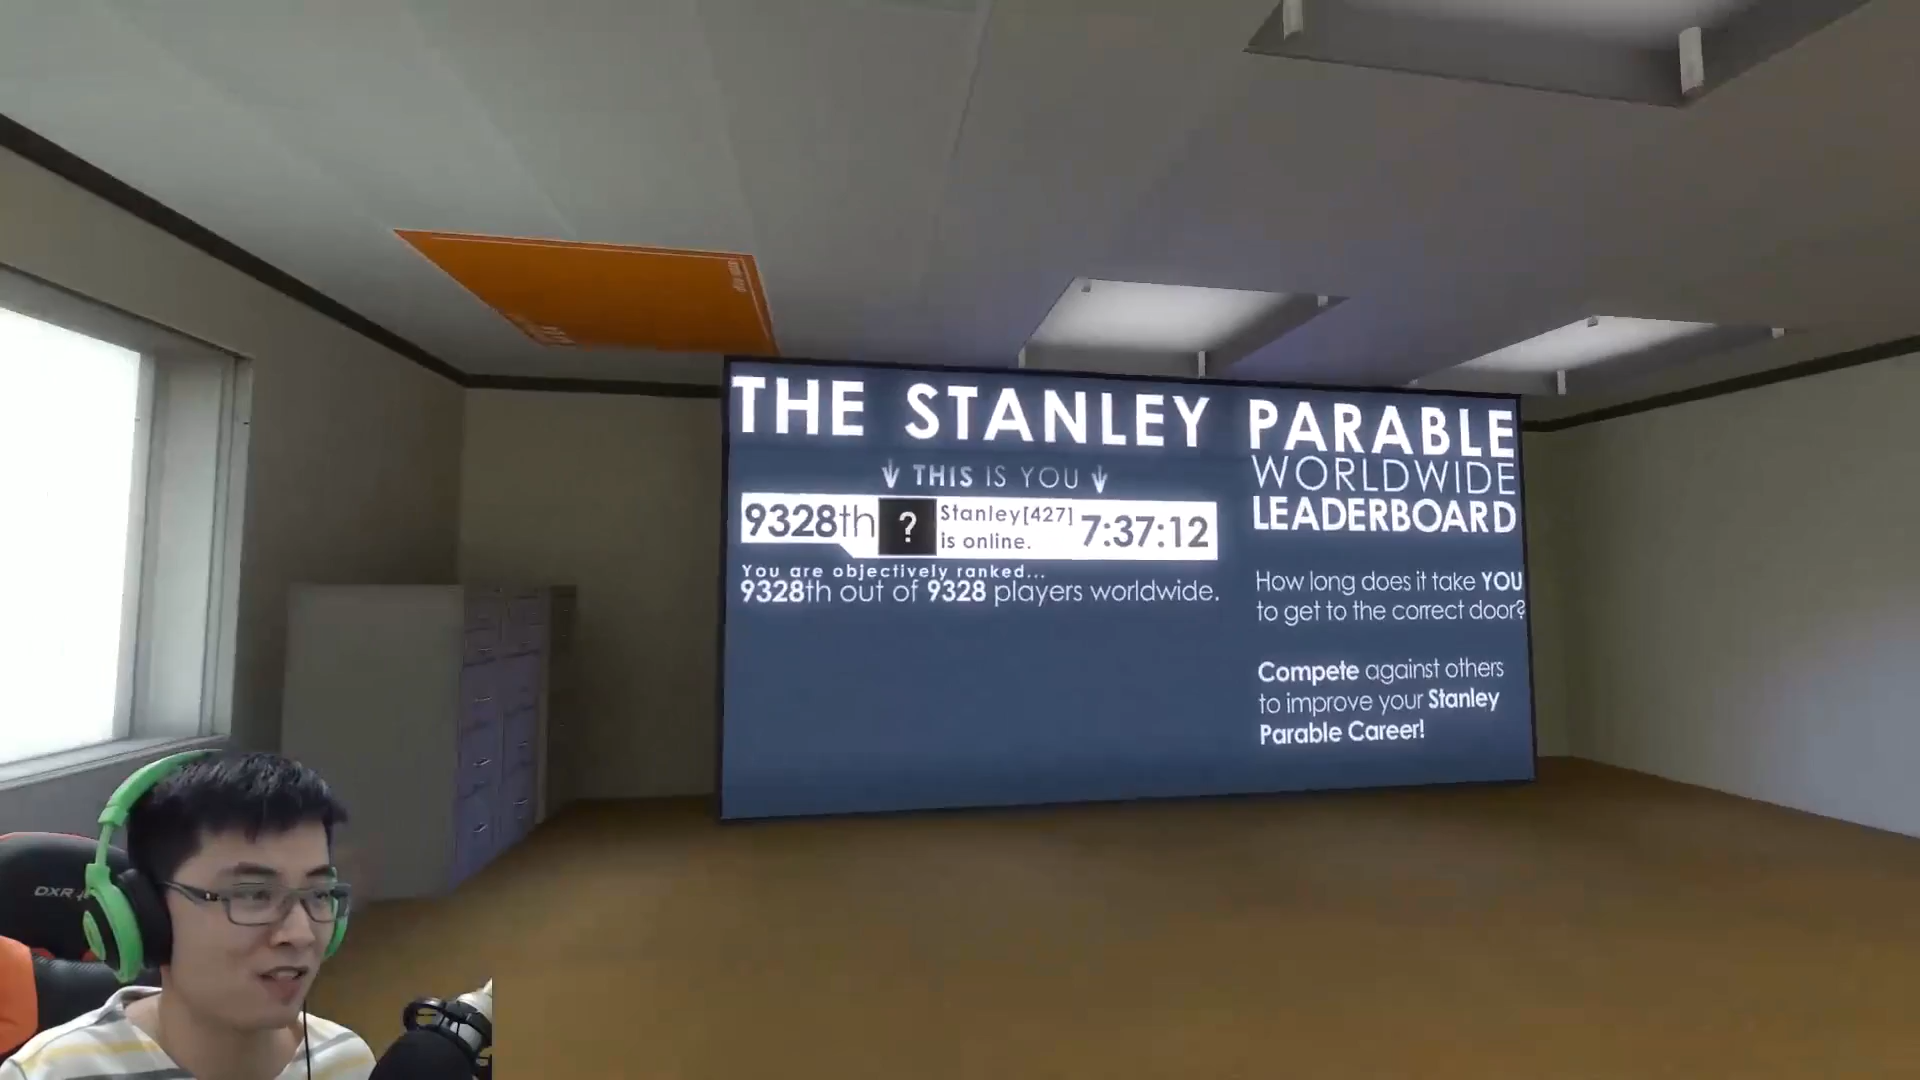 THE STANLEY PARABLE
WORLDWIDE
LEADERBOARD
THIS IS YOU
9328th ? Stanley[427] is online. 7:37:12
You are objectively ranked...
9328th out of 9328 players worldwide.
How long does it take YOU
to get to the correct door?
Compete against others
to improve your Stanley
Parable Career!
DXR